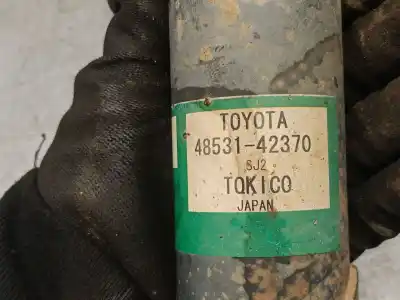 TOYOTA
48531-42370
SJ2
TOKICO
JAPAN